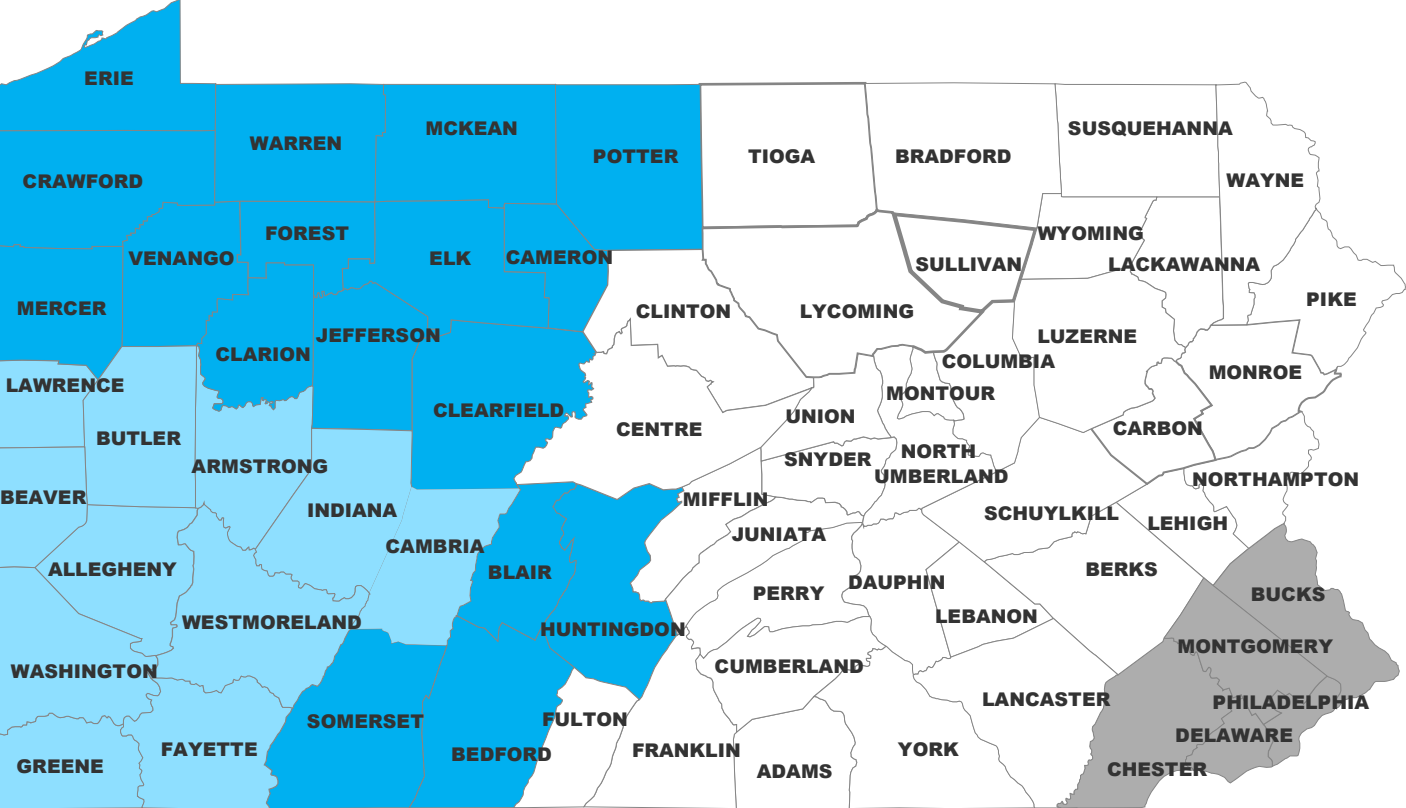 ERIE
MCKEAN
SUSQUEHANNA
WARREN
POTTER
TIOGA
BRADFORD
CRAWFORD
WAYNE
FOREST
WYOMING
VENANGO
ELK
CAMERON
SULLIVAN
LACKAWANNA
MERCER
CLINTON
LYCOMING
PIKE
JEFFERSON
LUZERNE
CLARION
COLUMBIA
MONROE
LAWRENCE
MONTOUR
CLEARFIELD
UNION
CENTRE
CARBON
BUTLER
NORTH
UMBERLAND
SNYDER
ARMSTRONG
NORTHAMPTON
BEAVER
MIFFLIN
INDIANA
SCHUYLKILL
LEHIGH
JUNIATA
CAMBRIA
ALLEGHENY
BLAIR
BERKS
DAUPHIN
PERRY
BUCKS
LEBANON
WESTMORELAND
HUNTINGDON
MONTGOMERY
CUMBERLAND
WASHINGTON
LANCASTER
PHILADELPHIA
SOMERSET
FULTON
DELAWARE
FAYETTE
FRANKLIN
YORK
BEDFORD
GREENE
ADAMS
CHESTER